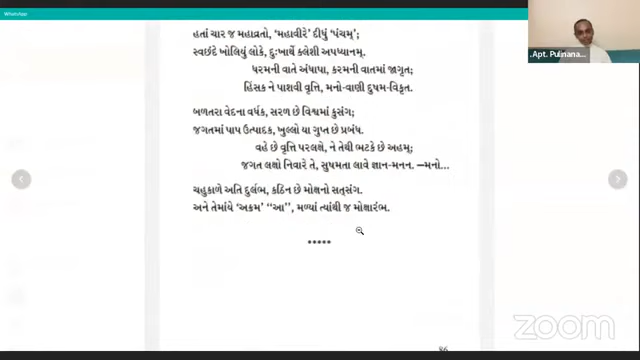 WhatsApp
.Apt. Pulinana...
હતાં ચાર જ મહાવ્રતો, ‘મહાવીરે’ દીધું ‘પંચમ્’;
સ્વચ્છંદે ખોળિયું લોકે, દુઃખાર્થે ક્લેશી અપધ્યાનમ્.
ધરમની વાતે અંધાપા, કરમની વાતમાં જાગૃત;
હિંસક ને પાશવી વૃત્તિ, મનો-વાણી દુષમ-વિકૃત.
બળતરા વેદના વર્ધક, સરળ છે વિશ્વમાં કુસંગ;
જગતમાં પાપ ઉત્પાદક, ખુલ્લો યા ગુપ્ત છે પ્રબંધ.
વહે છે વૃત્તિ પરલક્ષે, ને તેથી ભટકે છે અહમ્;
જગત લક્ષો નિવારે તે, સુષમતા લાવે જ્ઞાન-મનન. –મનો...
ચહુકાળે અતિ દુર્લભ, કઠિન છે મોક્ષનો સત્સંગ.
અને તેમાંયે ‘અક્રમ’ “આ”, મળ્યાં ત્યાંથી જ મોક્ષારંભ.
*****
86
zoom